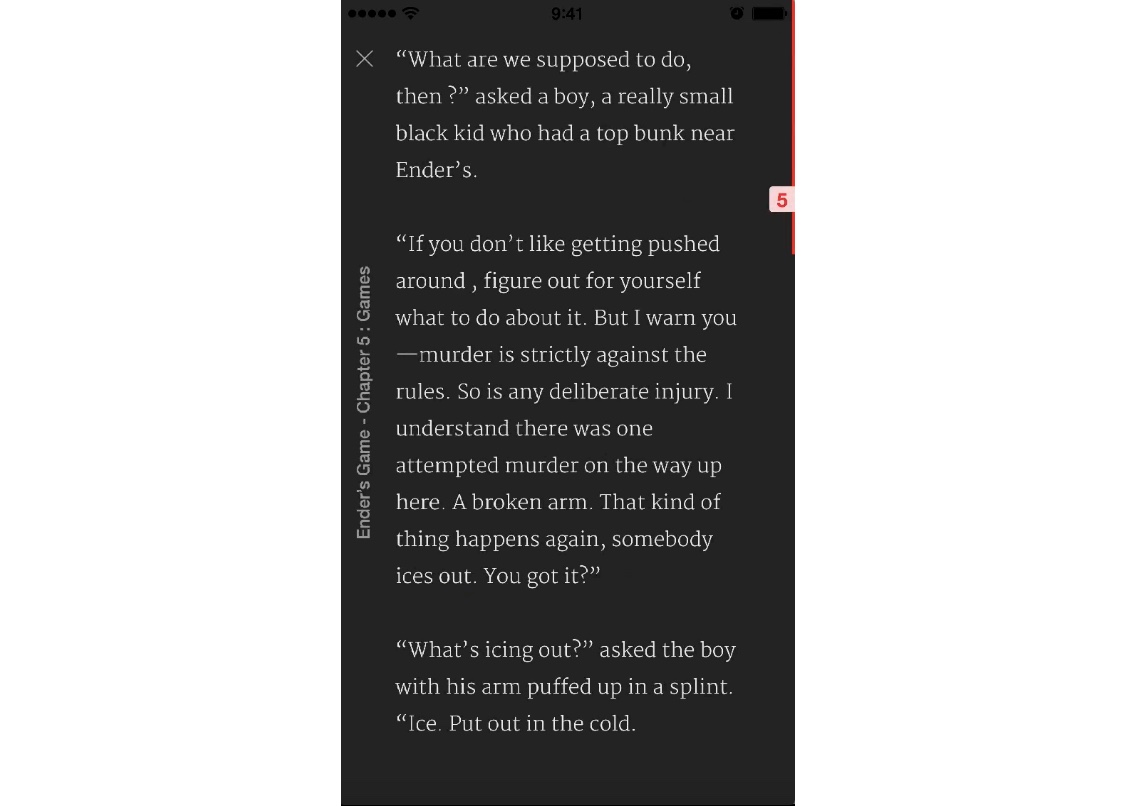 9:41
“What are we supposed to do,
then ?” asked a boy, a really small
black kid who had a top bunk near
Ender’s.
5
“If you don’t like getting pushed
around , figure out for yourself
what to do about it. But I warn you
—murder is strictly against the
rules. So is any deliberate injury. I
understand there was one
attempted murder on the way up
here. A broken arm. That kind of
thing happens again, somebody
ices out. You got it?”
“What’s icing out?” asked the boy
with his arm puffed up in a splint.
“Ice. Put out in the cold.
Ender’s Game - Chapter 5 : Games